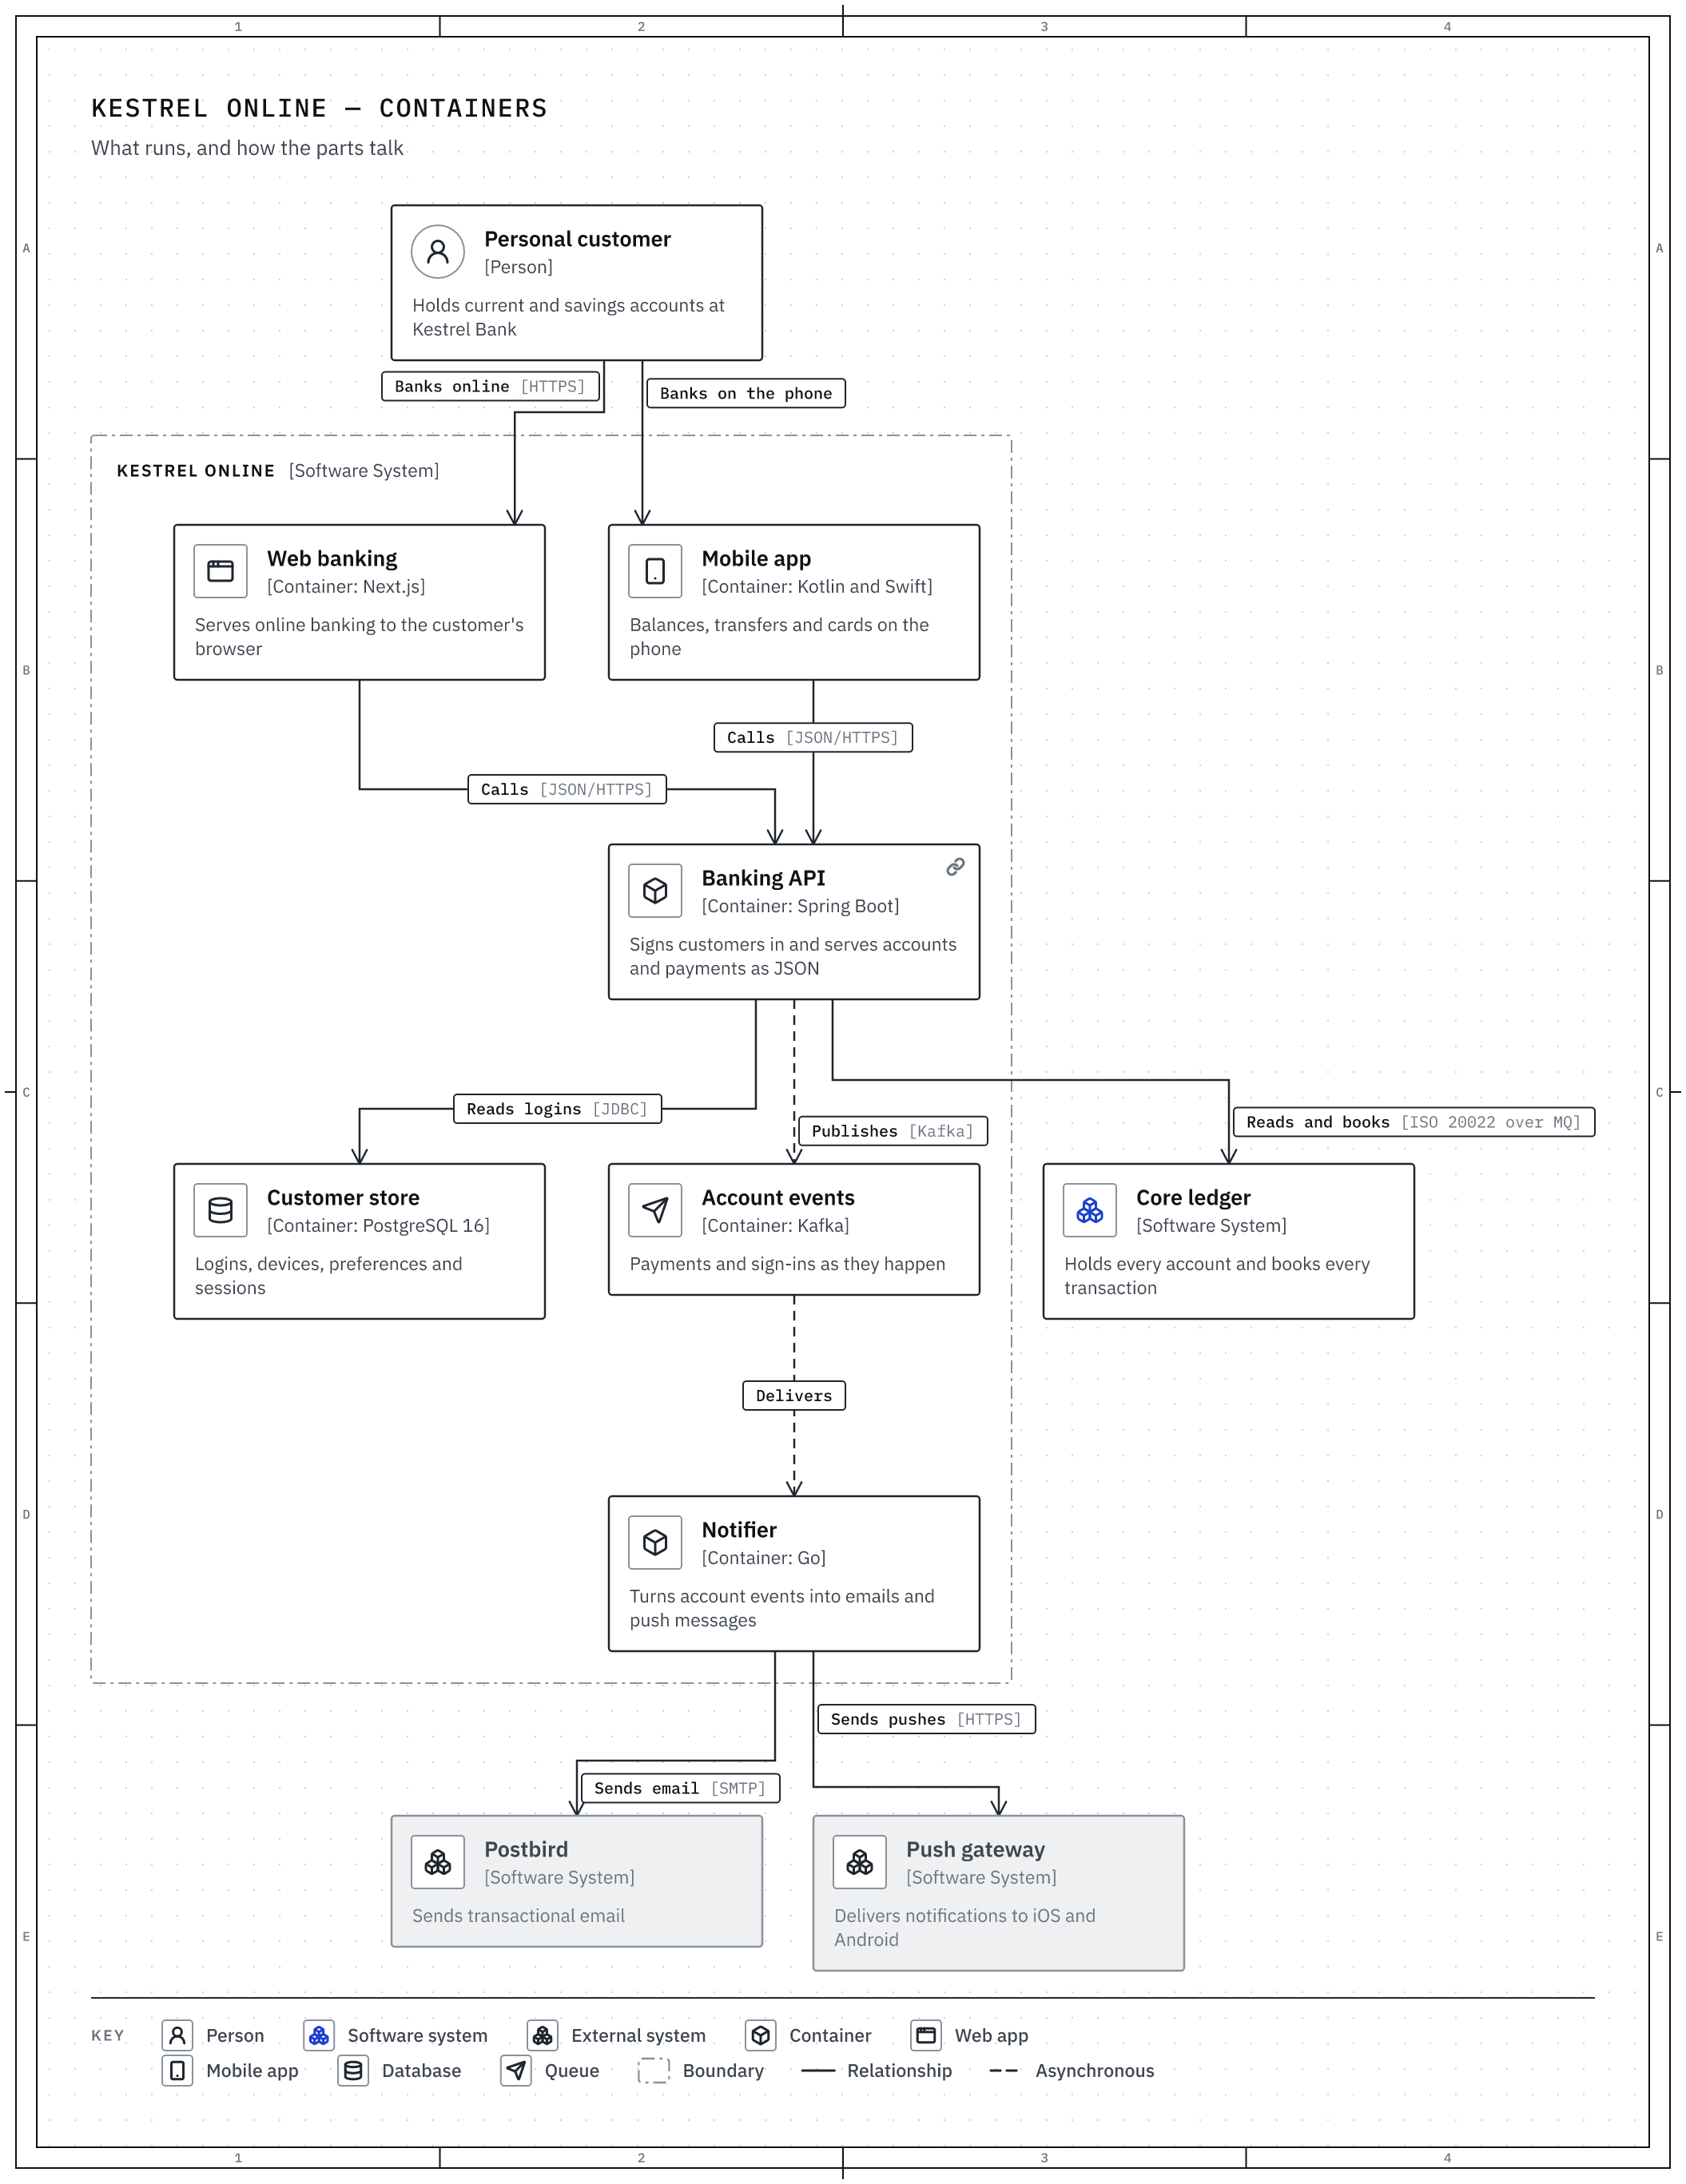 1 2 3 4
KESTREL ONLINE — CONTAINERS
What runs, and how the parts talk
A A
Personal customer
[Person]
Holds current and savings accounts at
Kestrel Bank
Banks online [HTTPS]
Banks on the phone
KESTREL ONLINE [Software System]
Web banking
[Container: Next.js]
Serves online banking to the customer's
browser
Mobile app
[Container: Kotlin and Swift]
Balances, transfers and cards on the
phone
B B
Calls [JSON/HTTPS]
Calls [JSON/HTTPS]
Banking API
[Container: Spring Boot]
Signs customers in and serves accounts
and payments as JSON
C C
Reads logins [JDBC]
Publishes [Kafka]
Reads and books [ISO 20022 over MQ]
Customer store
[Container: PostgreSQL 16]
Logins, devices, preferences and
sessions
Account events
[Container: Kafka]
Payments and sign-ins as they happen
Core ledger
[Software System]
Holds every account and books every
transaction
Delivers
D D
Notifier
[Container: Go]
Turns account events into emails and
push messages
Sends pushes [HTTPS]
Sends email [SMTP]
Postbird
[Software System]
Sends transactional email
Push gateway
[Software System]
Delivers notifications to iOS and
Android
E E
KEY Person Software system External system Container Web app
Mobile app Database Queue Boundary Relationship Asynchronous
1 2 3 4